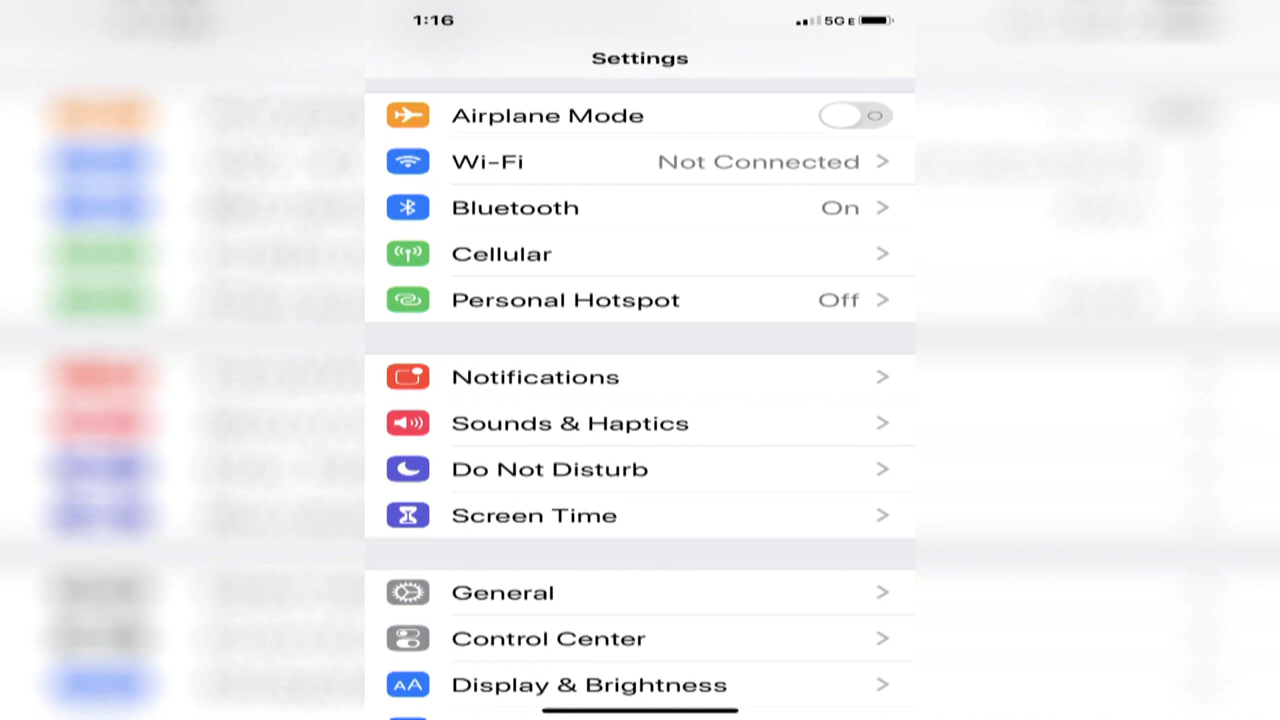 1:16 5G E
Settings
Airplane Mode
Wi-Fi Not Connected
Bluetooth On
Cellular
Personal Hotspot Off
Notifications
Sounds & Haptics
Do Not Disturb
Screen Time
General
Control Center
AA Display & Brightness